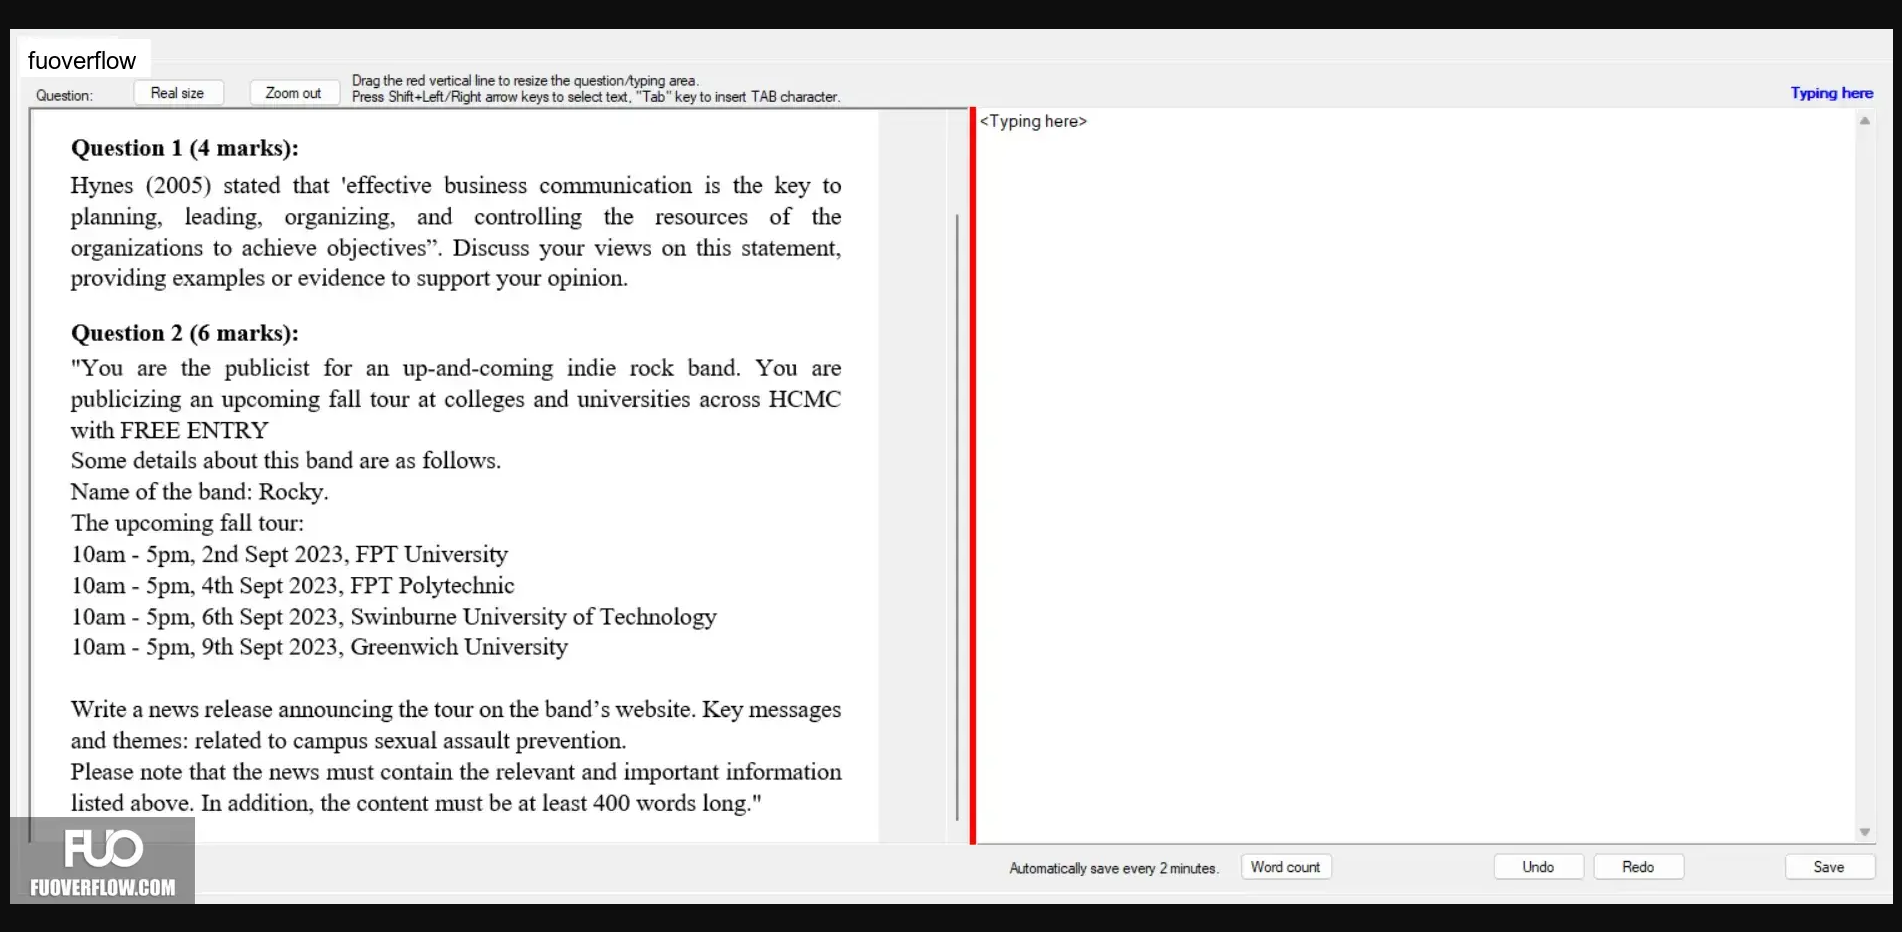 fuoverflow
Question:
Real size
Zoom out
Drag the red vertical line to resize the question/typing area.
Press Shift+Left/Right arrow keys to select text, "Tab" key to insert TAB character.
Typing here
Question 1 (4 marks):
Hynes (2005) stated that 'effective business communication is the key to
planning, leading, organizing, and controlling the resources of the
organizations to achieve objectives”. Discuss your views on this statement,
providing examples or evidence to support your opinion.
Question 2 (6 marks):
"You are the publicist for an up-and-coming indie rock band. You are
publicizing an upcoming fall tour at colleges and universities across HCMC
with FREE ENTRY
Some details about this band are as follows.
Name of the band: Rocky.
The upcoming fall tour:
10am - 5pm, 2nd Sept 2023, FPT University
10am - 5pm, 4th Sept 2023, FPT Polytechnic
10am - 5pm, 6th Sept 2023, Swinburne University of Technology
10am - 5pm, 9th Sept 2023, Greenwich University
Write a news release announcing the tour on the band’s website. Key messages
and themes: related to campus sexual assault prevention.
Please note that the news must contain the relevant and important information
listed above. In addition, the content must be at least 400 words long."
<Typing here>
FUO
FUOVERFLOW.COM
Automatically save every 2 minutes.
Word count
Undo
Redo
Save